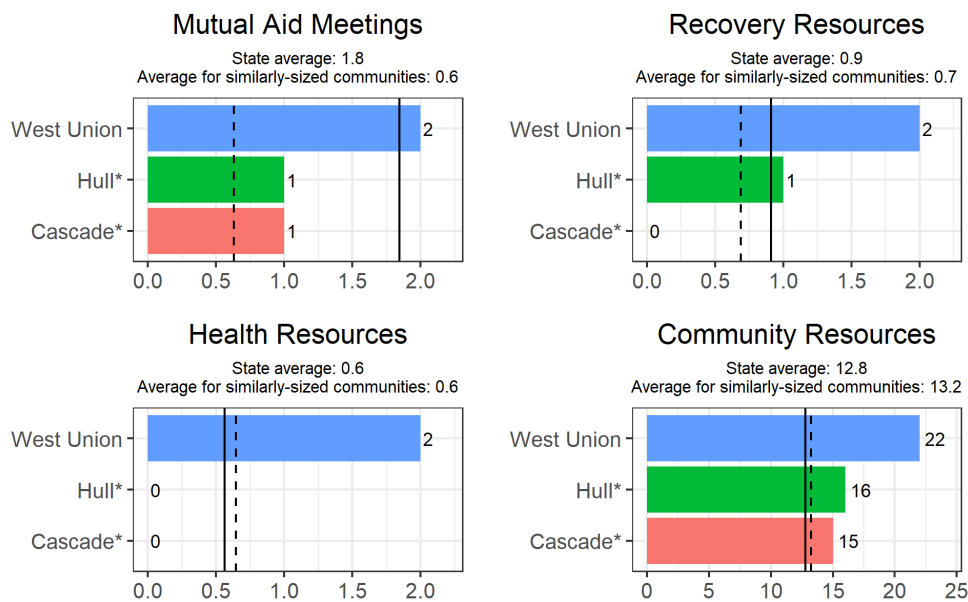 Mutual Aid Meetings
State average: 1.8
Average for similarly-sized communities: 0.6
West Union
2
Hull*
1
Cascade*
1
0.0 0.5 1.0 1.5 2.0
Recovery Resources
State average: 0.9
Average for similarly-sized communities: 0.7
West Union
2
Hull*
1
Cascade*
0
0.0 0.5 1.0 1.5 2.0
Health Resources
State average: 0.6
Average for similarly-sized communities: 0.6
West Union
2
Hull*
0
Cascade*
0
0.0 0.5 1.0 1.5 2.0
Community Resources
State average: 12.8
Average for similarly-sized communities: 13.2
West Union
22
Hull*
16
Cascade*
15
0 5 10 15 20 25